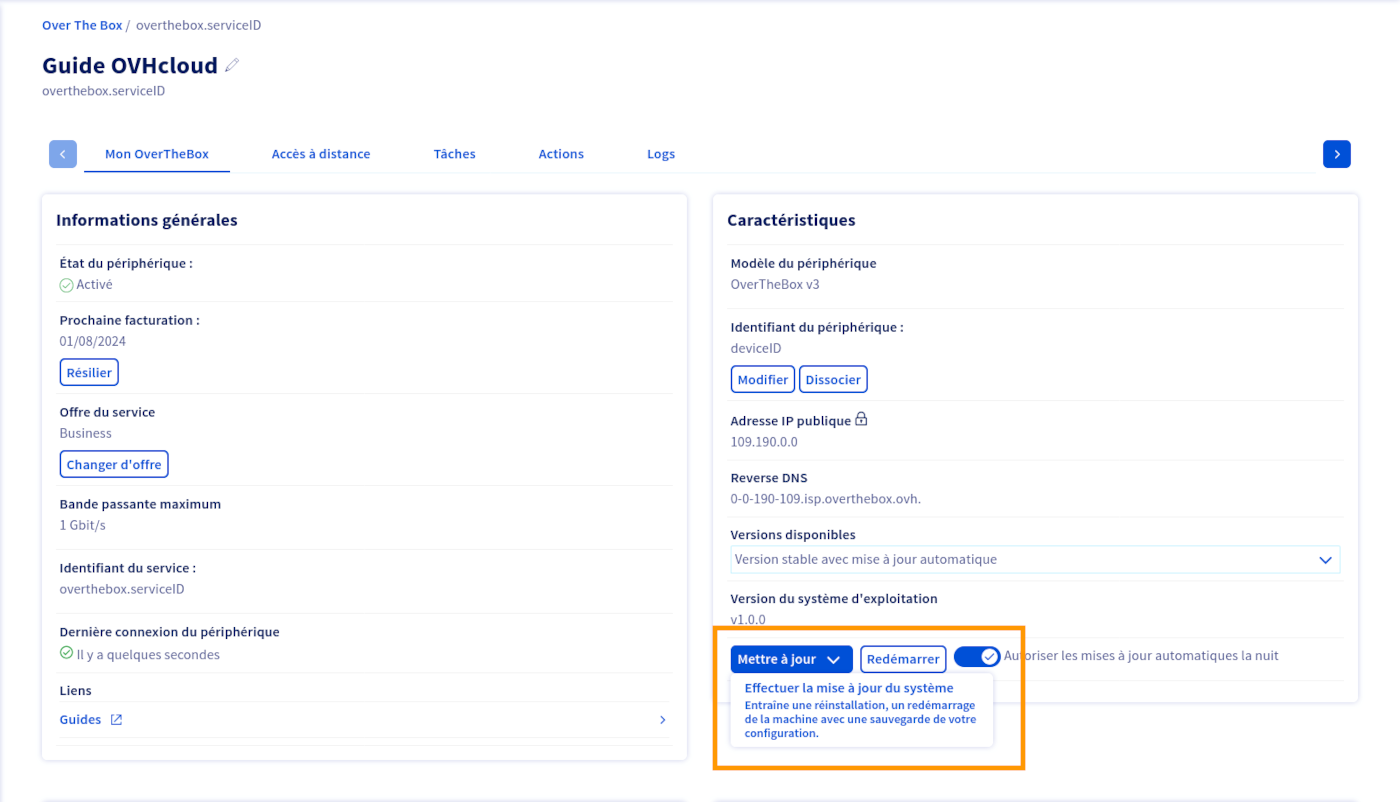 Over The Box / overthebox.serviceID
Guide OVHcloud
overthebox.serviceID
Mon OverTheBox
Accès à distance
Tâches
Actions
Logs
Informations générales
État du périphérique :
Activé
Prochaine facturation :
01/08/2024
Résilier
Offre du service
Business
Changer d'offre
Bande passante maximum
1 Gbit/s
Identifiant du service :
overthebox.serviceID
Dernière connexion du périphérique
Il y a quelques secondes
Liens
Guides
Caractéristiques
Modèle du périphérique
OverTheBox v3
Identifiant du périphérique :
deviceID
Modifier
Dissocier
Adresse IP publique
109.190.0.0
Reverse DNS
0-0-190-109.isp.overthebox.ovh.
Versions disponibles
Version stable avec mise à jour automatique
Version du système d'exploitation
v1.0.0
Mettre à jour
Redémarrer
Autoriser les mises à jour automatiques la nuit
Effectuer la mise à jour du système
Entraîne une réinstallation, un redémarrage
de la machine avec une sauvegarde de votre
configuration.